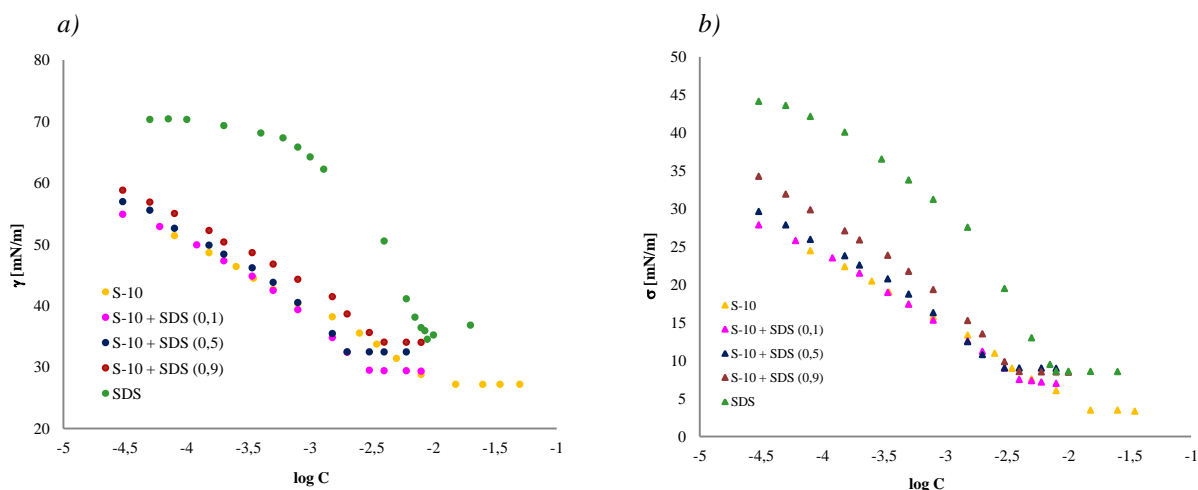 a)
γ [mN/m]
80
70
60
50
40
30
20
-5
-4,5
-4
-3,5
-3
-2,5
-2
-1,5
-1
log C
S-10
S-10 + SDS (0,1)
S-10 + SDS (0,5)
S-10 + SDS (0,9)
SDS
b)
σ [mN/m]
50
45
40
35
30
25
20
15
10
5
0
-5
-4,5
-4
-3,5
-3
-2,5
-2
-1,5
-1
log C
S-10
S-10 + SDS (0,1)
S-10 + SDS (0,5)
S-10 + SDS (0,9)
SDS